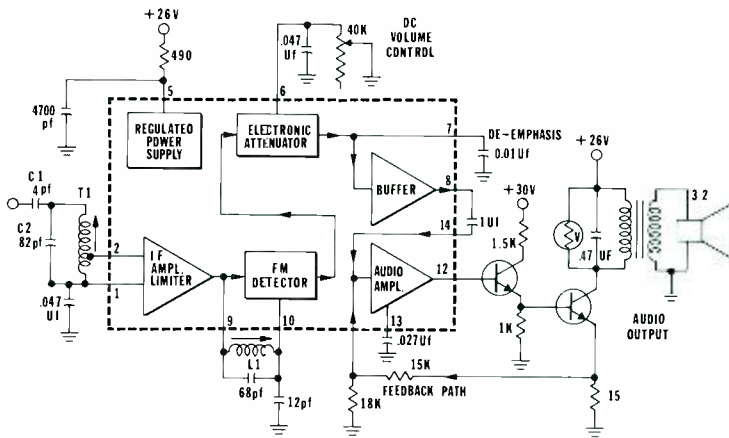 +26V
490
4700
pf
5
REGULATED
POWER
SUPPLY
.047
Uf
40K
DC
VOLUME
CONTROL
6
ELECTRONIC
ATTENUATOR
7
DE-EMPHASIS
0.01Uf
BUFFER
8
1Uf
14
C1
4pf
T1
C2
82pf
2
1
.047
Uf
I F
AMPL.
LIMITER
FM
DETECTOR
AUDIO
AMPL.
12
13
.027Uf
9
10
L1
68pf
12pf
+30V
1.5K
1K
+26V
V
.47
UF
32
AUDIO
OUTPUT
15K
FEEDBACK PATH
18K
15